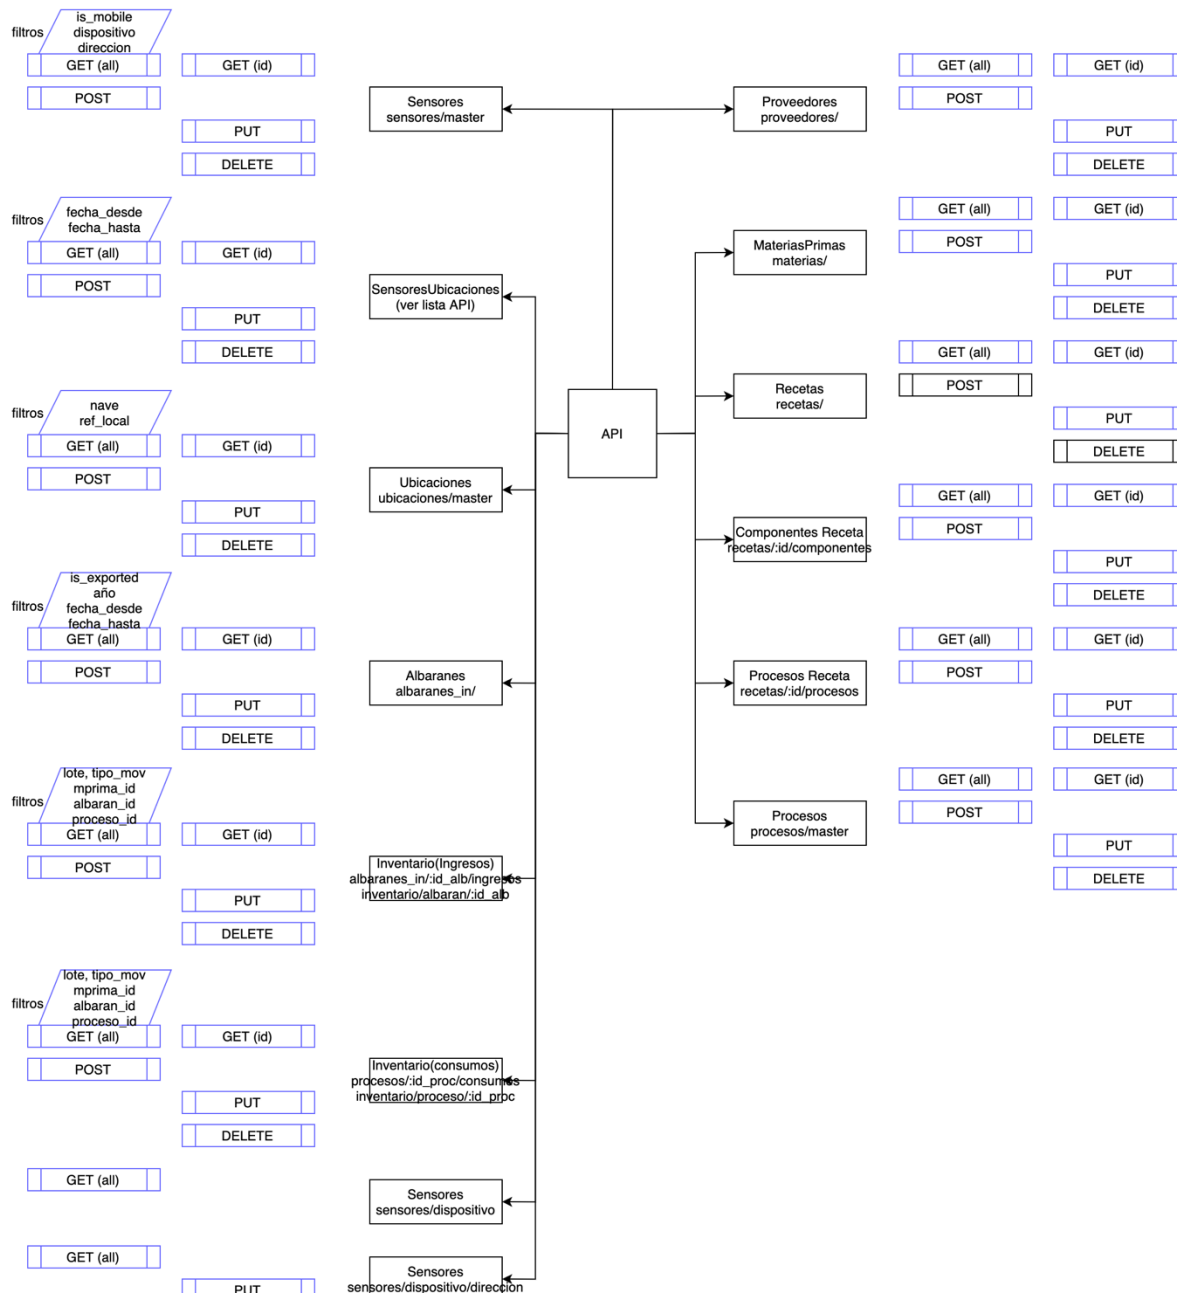 filtros
is_mobile
dispositivo
direccion
GET (all)
GET (id)
POST
PUT
DELETE
Sensores
sensores/master
filtros
fecha_desde
fecha_hasta
GET (all)
GET (id)
POST
PUT
DELETE
SensoresUbicaciones
(ver lista API)
filtros
nave
ref_local
GET (all)
GET (id)
POST
PUT
DELETE
Ubicaciones
ubicaciones/master
filtros
is_exported
año
fecha_desde
fecha_hasta
GET (all)
GET (id)
POST
PUT
DELETE
Albaranes
albaranes_in/
filtros
lote, tipo_mov
mprima_id
albaran_id
proceso_id
GET (all)
GET (id)
POST
PUT
DELETE
Inventario(Ingresos)
albaranes_in/:id_alb/ingresos
inventario/albaran/:id_alb
filtros
lote, tipo_mov
mprima_id
albaran_id
proceso_id
GET (all)
GET (id)
POST
PUT
DELETE
Inventario(consumos)
procesos/:id_proc/consumos
inventario/proceso/:id_proc
GET (all)
Sensores
sensores/dispositivo
GET (all)
PUT
Sensores
sensores/dispositivo/direccion
API
Proveedores
proveedores/
GET (all)
GET (id)
POST
PUT
DELETE
MateriasPrimas
materias/
GET (all)
GET (id)
POST
PUT
DELETE
Recetas
recetas/
GET (all)
GET (id)
POST
PUT
DELETE
Componentes Receta
recetas/:id/componentes
GET (all)
GET (id)
POST
PUT
DELETE
Procesos Receta
recetas/:id/procesos
GET (all)
GET (id)
POST
PUT
DELETE
Procesos
procesos/master
GET (all)
GET (id)
POST
PUT
DELETE